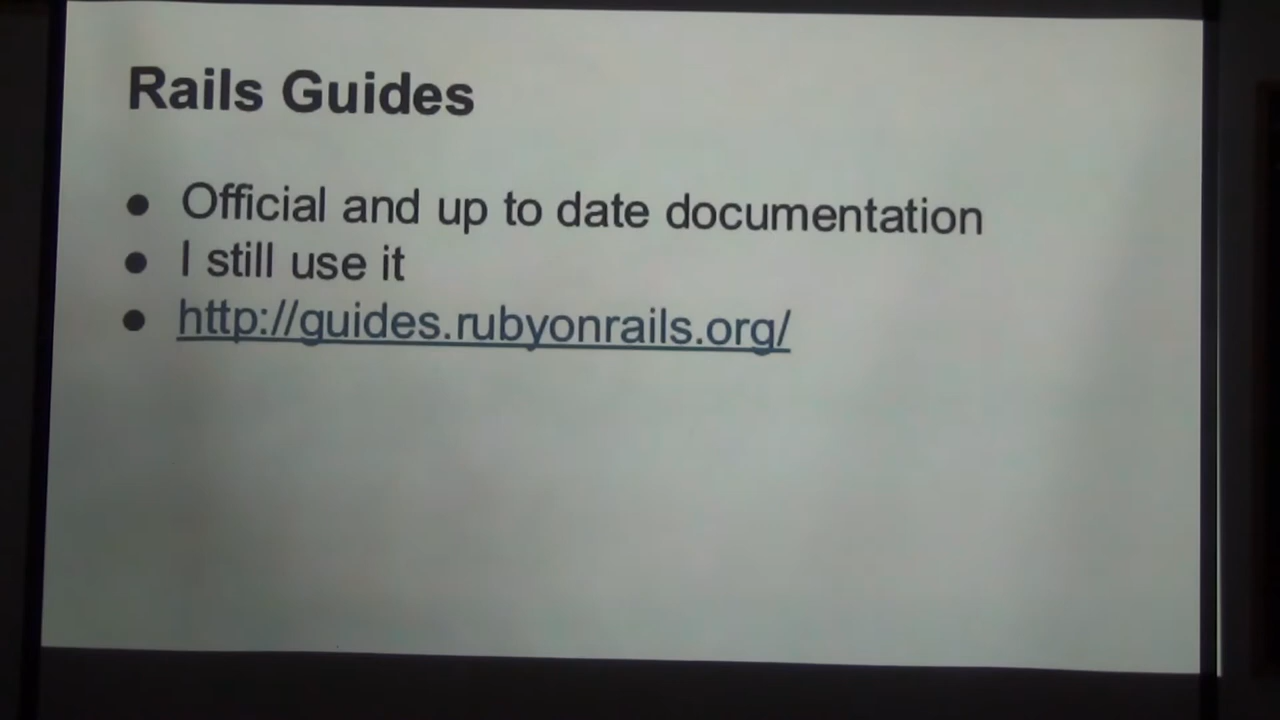 Rails Guides
● Official and up to date documentation
● I still use it
● http://guides.rubyonrails.org/